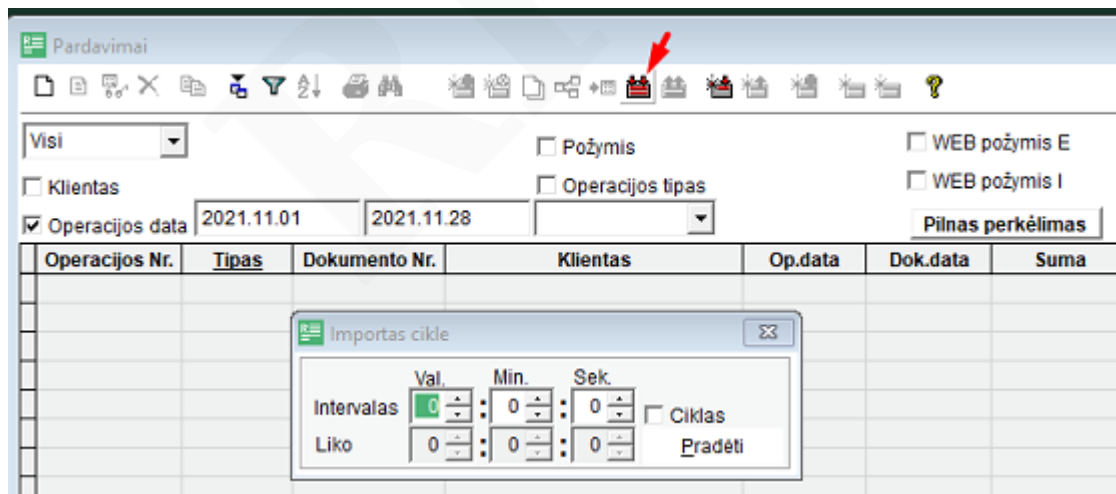 Pardavimai
Visi
Požymis
WEB požymis E
Klientas
Operacijos tipas
WEB požymis I
Operacijos data 2021.11.01 2021.11.28
Pilnas perkėlimas
Operacijos Nr. Tipas Dokumento Nr. Klientas Op.data Dok.data Suma
Importas cikle
Val. Min. Sek.
Intervalas 0 : 0 : 0 Ciklas
Liko 0 : 0 : 0 Pradėti